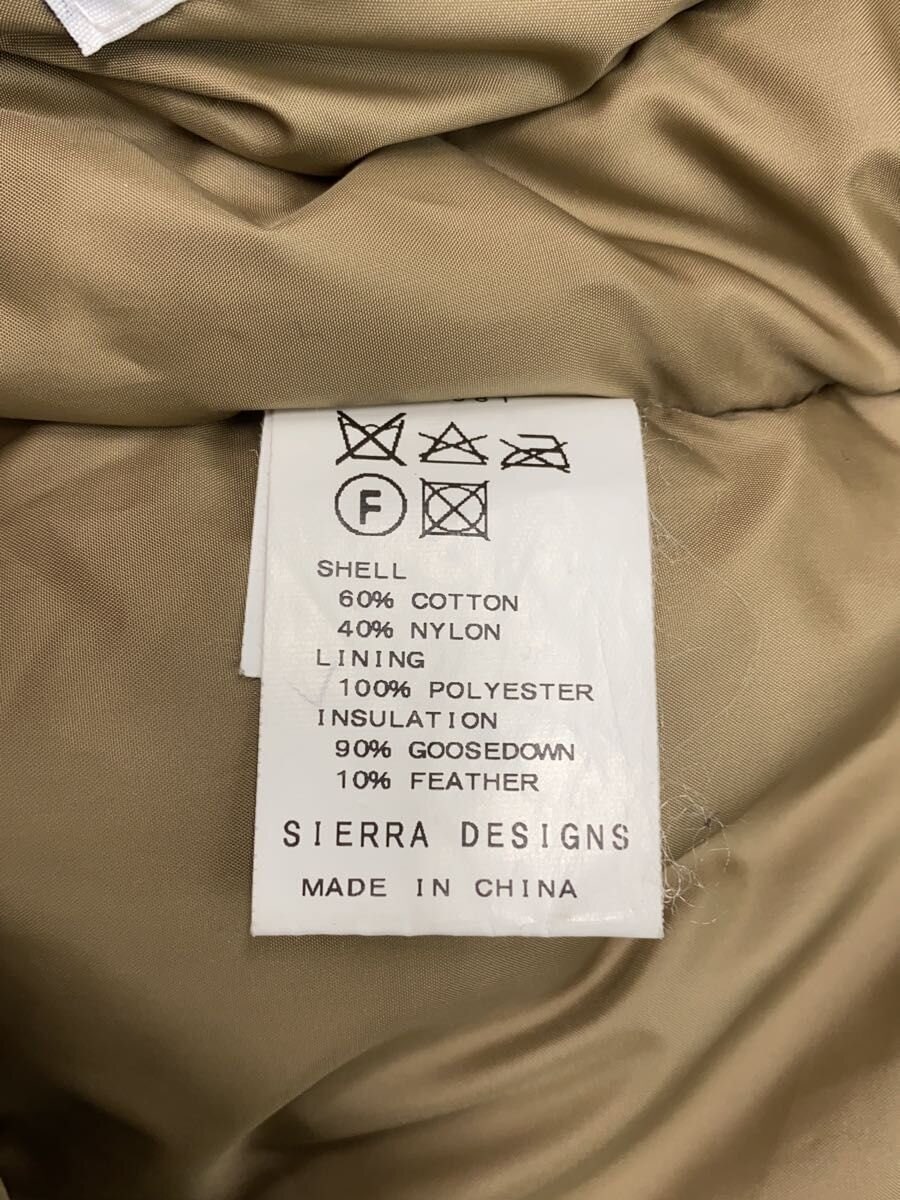 F
SHELL
60% COTTON
40% NYLON
LINING
100% POLYESTER
INSULATION
90% GOOSEDOWN
10% FEATHER
SIERRA DESIGNS
MADE IN CHINA